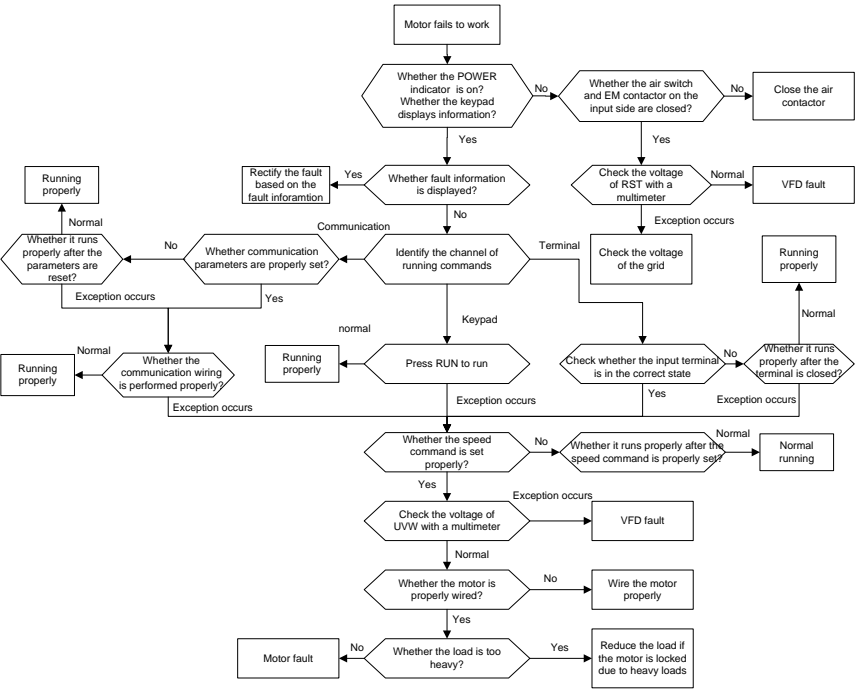 Motor fails to work
Whether the POWER
indicator is on?
Whether the keypad
displays information?
No
Whether the air switch
and EM contactor on the
input side are closed?
No
Close the air
contactor
Yes
Yes
Rectify the fault
based on the
fault inforamtion
Yes
Whether fault information
is displayed?
Check the voltage
of RST with a
multimeter
Normal
VFD fault
Running
properly
Normal
No
Exception occurs
Communication
Terminal
Whether it runs
properly after the
parameters are
reset?
No
Whether communication
parameters are properly set?
Identify the channel of
running commands
Check the voltage
of the grid
Running
properly
Exception occurs
Yes
Keypad
Normal
normal
Running
properly
Normal
Whether the
communication wiring
is performed properly?
Running
properly
Press RUN to run
Check whether the input terminal
is in the correct state
No
Whether it runs
properly after the
terminal is closed?
Exception occurs
Exception occurs
Yes
Exception occurs
Whether the speed
command is set
properly?
No
Whether it runs properly after the
speed command is properly set?
Normal
Normal
running
Yes
Exception occurs
Check the voltage of
UVW with a multimeter
VFD fault
Normal
Whether the motor is
properly wired?
No
Wire the motor
properly
Yes
Motor fault
No
Whether the load is too
heavy?
Yes
Reduce the load if
the motor is locked
due to heavy loads